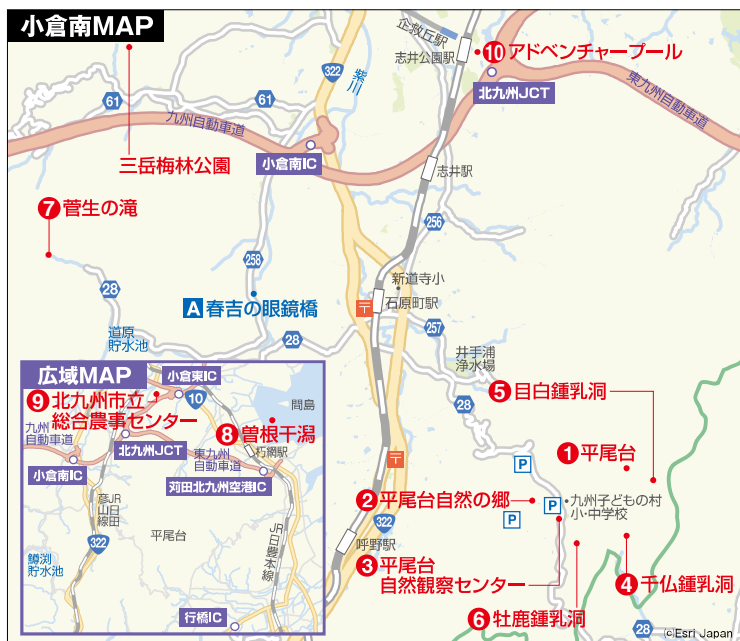 小倉南MAP
企救丘駅
志井公園駅
⑩アドベンチャープール
322
紫川
61
61
北九州JCT
東九州自動車道
九州自動車道
小倉南IC
三岳梅林公園
志井駅
⑦菅生の滝
256
258
新道寺小
28
A春吉の眼鏡橋
石原町駅
257
道原
貯水池
28
井手浦
浄水場
⑤目白鍾乳洞
28
①平尾台
P
②平尾台自然の郷
P
P
九州子どもの村
小・中学校
322
呼野駅
③平尾台
自然観察センター
④千仏鍾乳洞
⑥牡鹿鍾乳洞
28
©Esri Japan
広域MAP
小倉東IC
10
⑨北九州市立
総合農事センター
間島
⑧曽根干潟
九州
自動車道
北九州JCT
東九州
自動車道
朽網駅
小倉南IC
苅田北九州空港IC
JR日田
彦山線
322
平尾台
JR日豊本線
鱒渕
貯水池
行橋IC